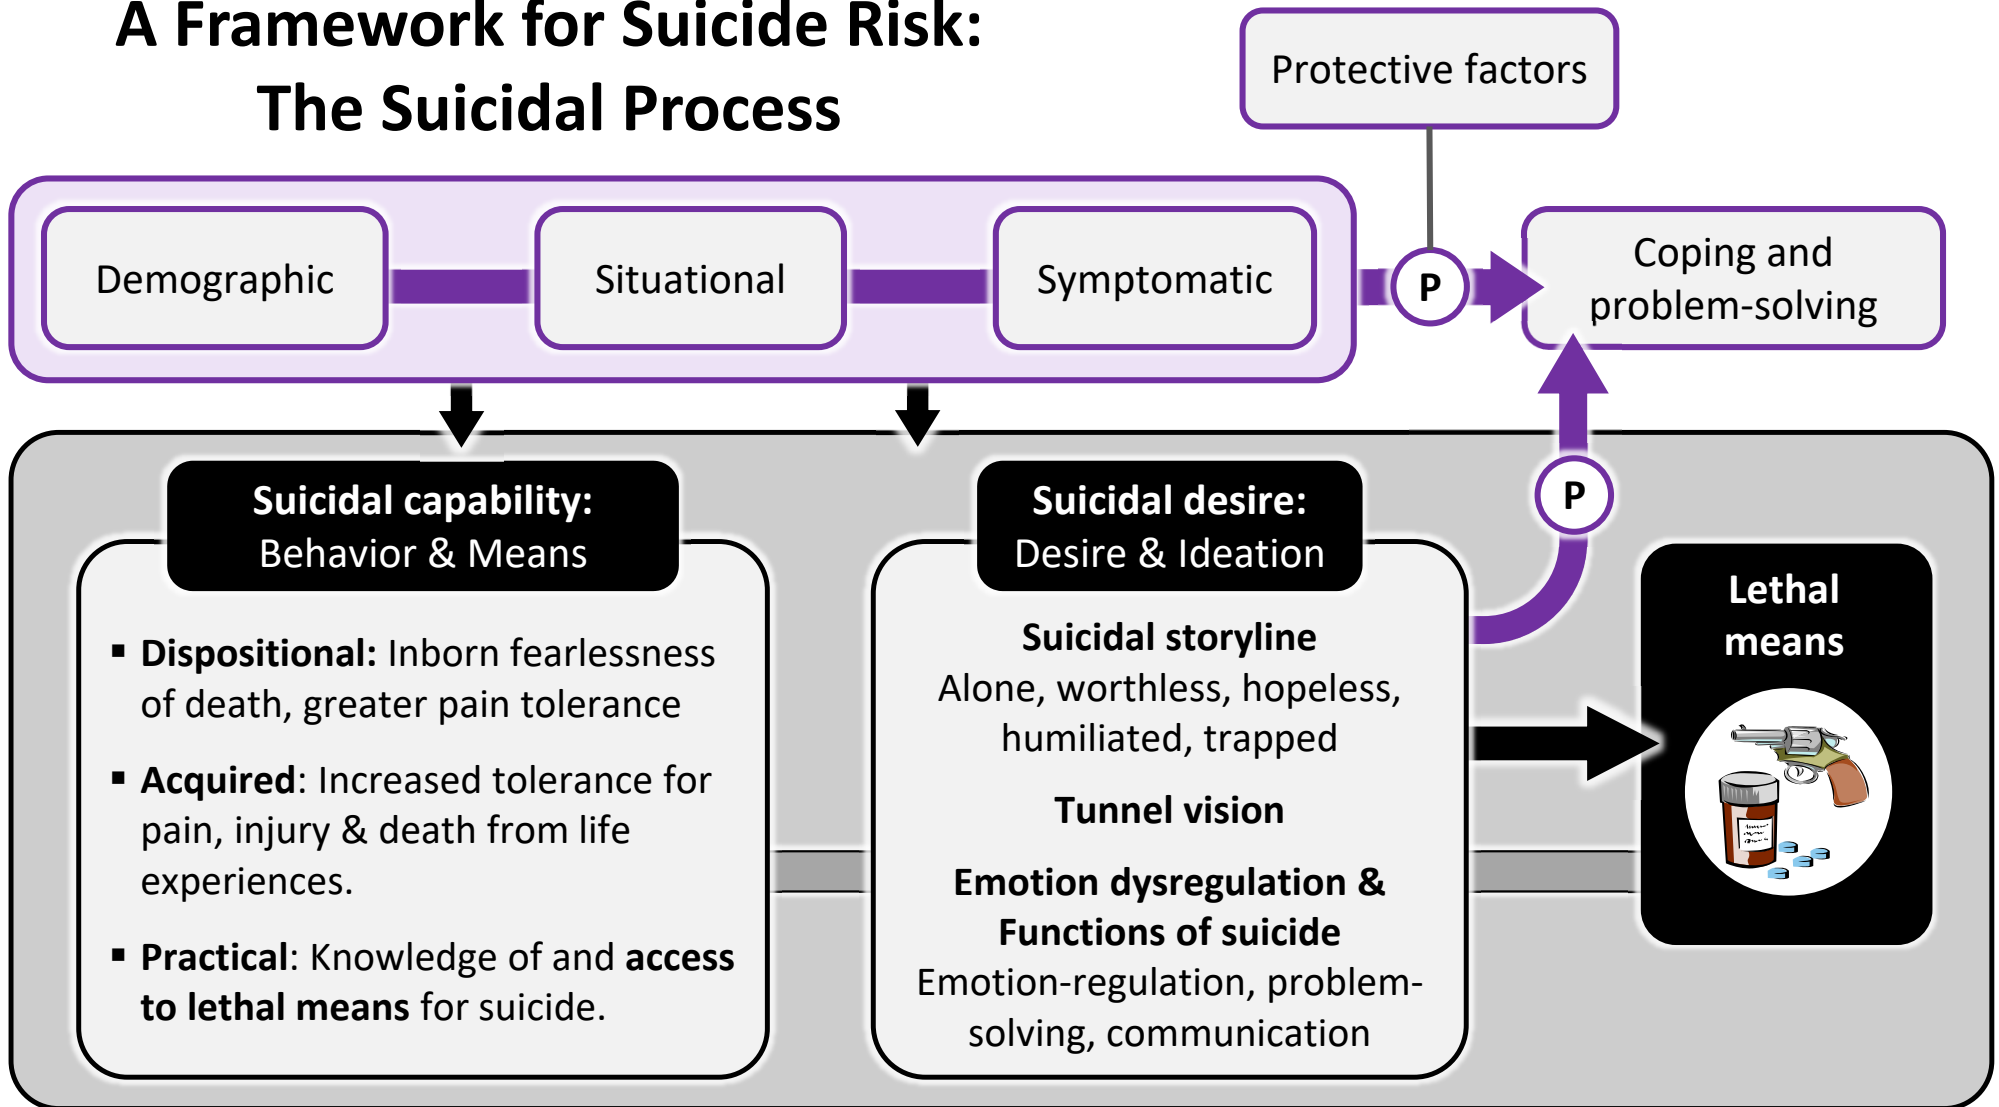 A Framework for Suicide Risk:
The Suicidal Process
Protective factors
Demographic
Situational
Symptomatic
P
Coping and
problem-solving
Suicidal capability:
Behavior & Means
▪ Dispositional: Inborn fearlessness
of death, greater pain tolerance
▪ Acquired: Increased tolerance for
pain, injury & death from life
experiences.
▪ Practical: Knowledge of and access
to lethal means for suicide.
Suicidal desire:
Desire & Ideation
Suicidal storyline
Alone, worthless, hopeless,
humiliated, trapped
Tunnel vision
Emotion dysregulation &
Functions of suicide
Emotion-regulation, problem-
solving, communication
P
Lethal
means